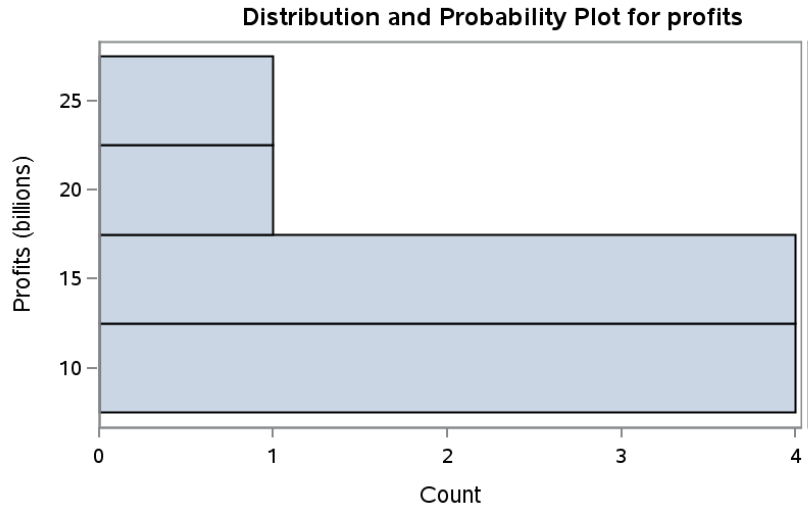 Distribution and Probability Plot for profits
Profits (billions)
25
20
15
10
0 1 2 3 4
Count